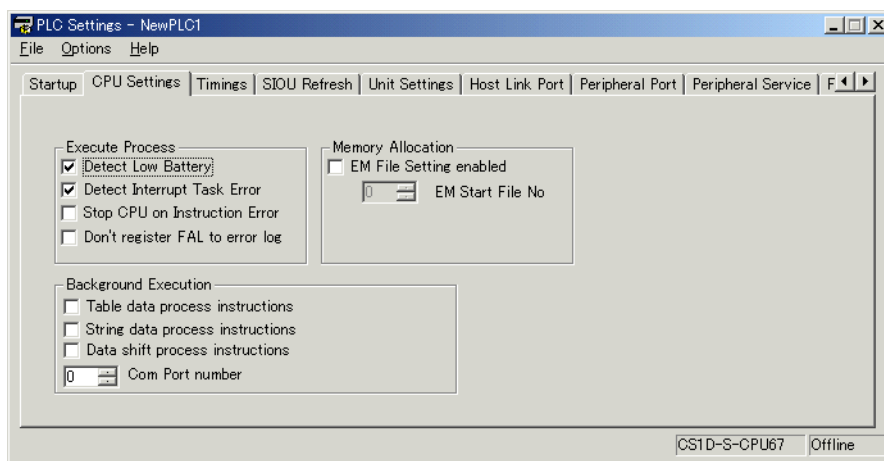 PLC Settings - NewPLC1
File Options Help
Startup CPU Settings Timings SIOU Refresh Unit Settings Host Link Port Peripheral Port Peripheral Service F
Execute Process
Detect Low Battery
Detect Interrupt Task Error
Stop CPU on Instruction Error
Don't register FAL to error log
Memory Allocation
EM File Setting enabled
0 EM Start File No
Background Execution
Table data process instructions
String data process instructions
Data shift process instructions
0 Com Port number
CS1D-S-CPU67 Offline